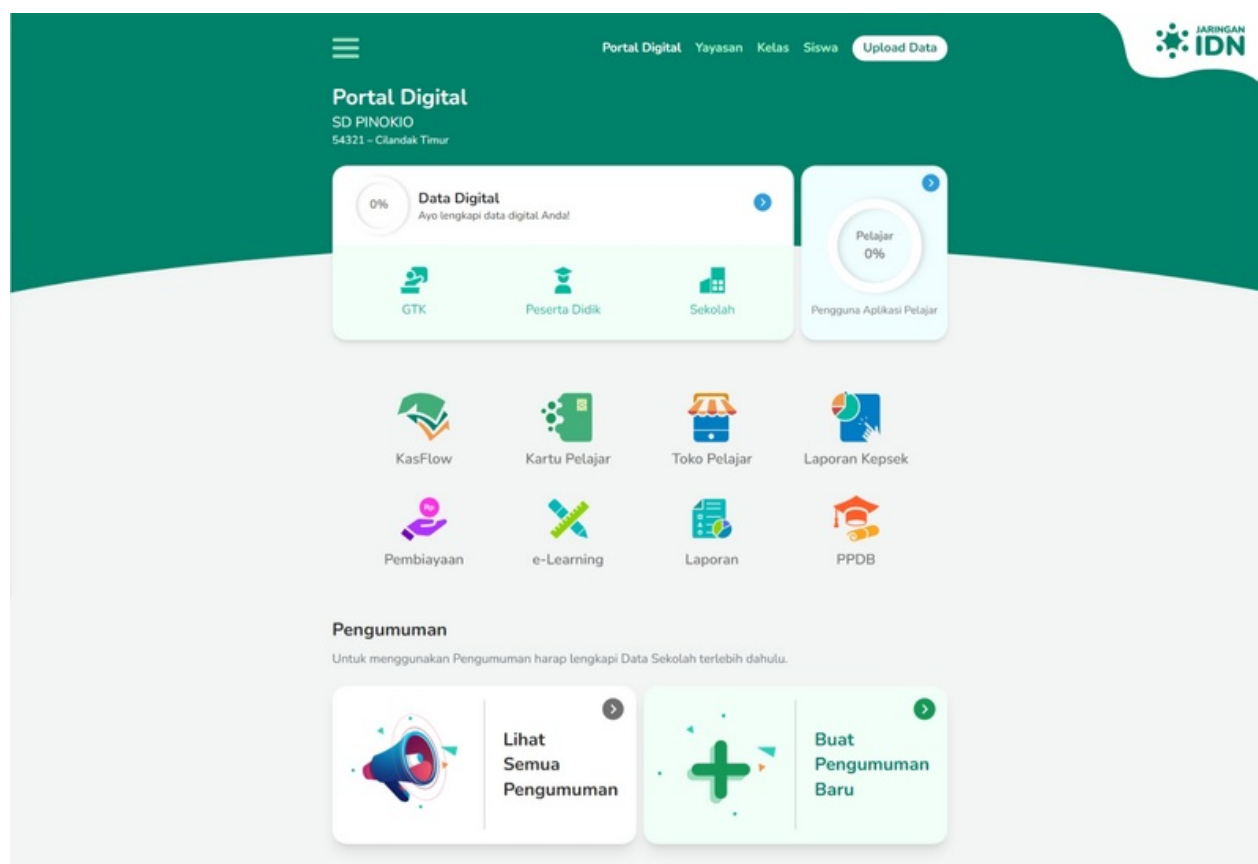 Portal Digital Yayasan Kelas Siswa Upload Data
JARINGAN
IDN
Portal Digital
SD PINOKIO
54321 – Cilandak Timur
0%
Data Digital
Ayo lengkapi data digital Anda!
GTK
Peserta Didik
Sekolah
Pelajar
0%
Pengguna Aplikasi Pelajar
KasFlow
Kartu Pelajar
Toko Pelajar
Laporan Kepsek
Rp
Pembiayaan
e-Learning
Laporan
PPDB
Pengumuman
Untuk menggunakan Pengumuman harap lengkapi Data Sekolah terlebih dahulu.
Lihat
Semua
Pengumuman
Buat
Pengumuman
Baru